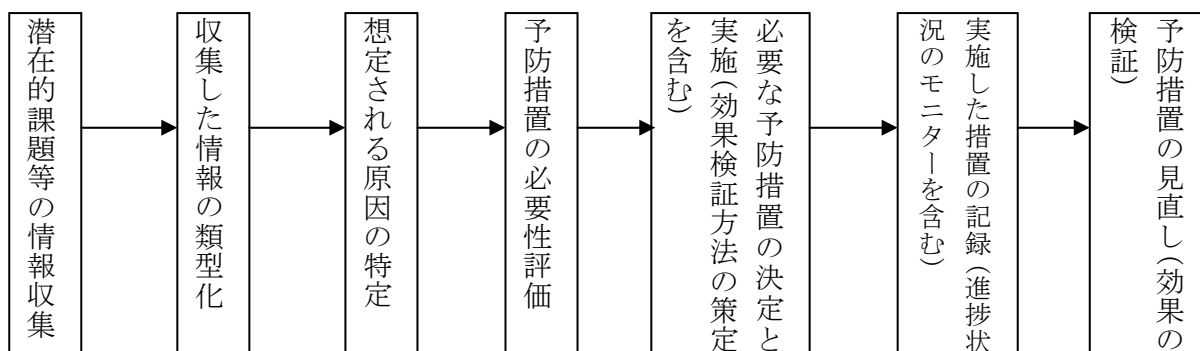 潜在的課題等の情報収集
収集した情報の類型化
想定される原因の特定
予防措置の必要性評価
必要な予防措置の決定と
実施(効果検証方法の策定
を含む)
実施した措置の記録(進捗状
況のモニターを含む)
予防措置の見直し(効果の
検証)